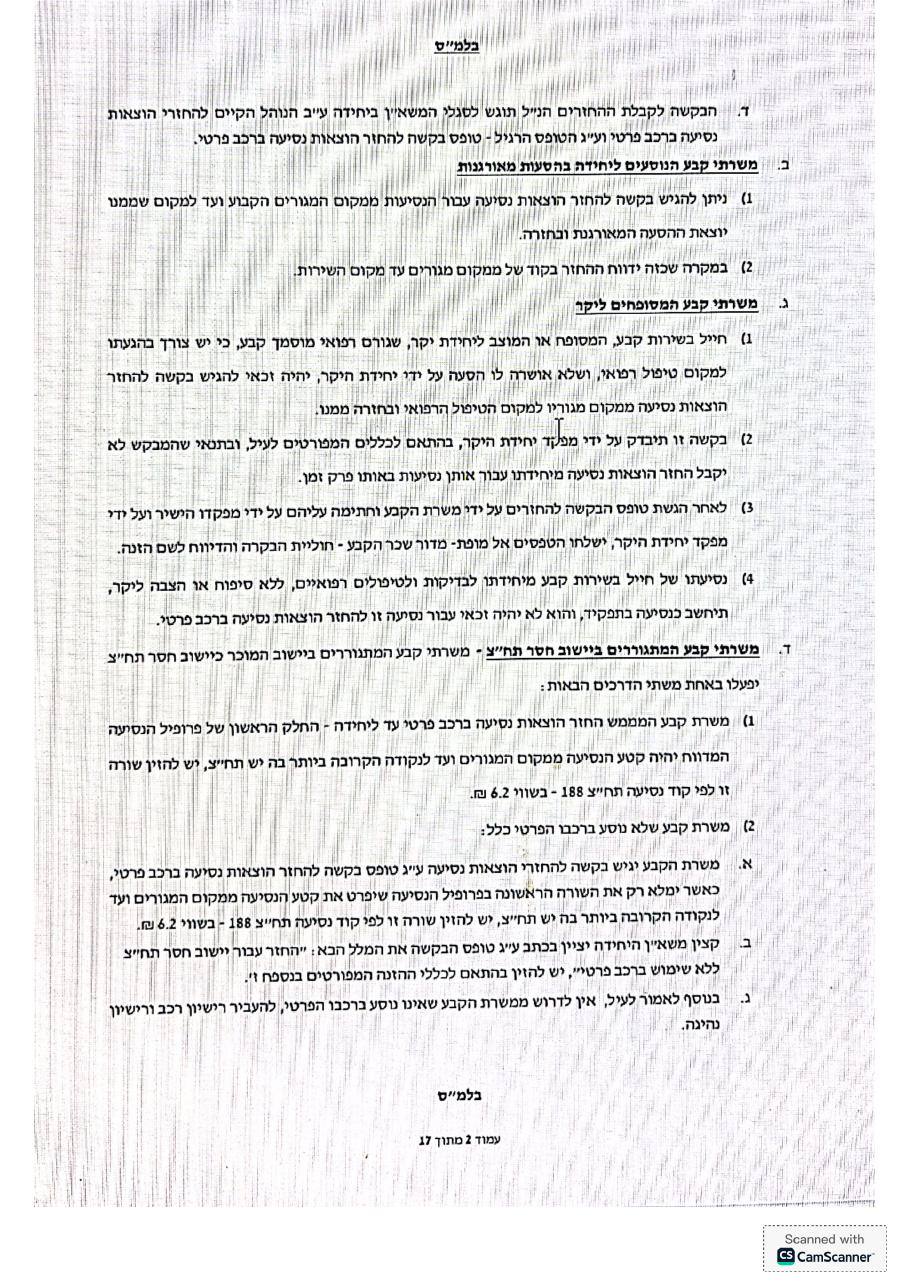 בלמ"ס
ד. הבקשה לקבלת ההחזרים הנ"ל תוגש לסגלי המשא"ן ביחידה ע"ב הנוהל הקיים להחזרי הוצאות
נסיעה ברכב פרטי וע"ג הטופס הרגיל - טופס בקשה להחזר הוצאות נסיעה ברכב פרטי.
ב. משרתי קבע הנוסעים ליחידה בהסעות מאורגנות
1) ניתן להגיש בקשה להחזר הוצאות נסיעה עבור הנסיעות ממקום המגורים הקבוע ועד למקום שממנו
יוצאת ההסעה המאורגנת ובחזרה.
2) במקרה שכזה ידווח ההחזר בקוד של ממקום מגורים עד מקום השירות.
ג. משרתי קבע המסופחים ליקר
1) חייל בשירות קבע, המסופח או המוצב ליחידת יקר, שגורם רפואי מוסמך קבע, כי יש צורך בהגעתו
למקום טיפול רפואי, ושלא אושרה לו הסעה על ידי יחידת היקר, יהיה זכאי להגיש בקשה להחזר
הוצאות נסיעה ממקום מגוריו למקום הטיפול הרפואי ובחזרה ממנו.
2) בקשה זו תיבדק על ידי מפקד יחידת היקר, בהתאם לכללים המפורטים לעיל, ובתנאי שהמבקש לא
יקבל החזר הוצאות נסיעה מיחידתו עבור אותן נסיעות באותו פרק זמן.
3) לאחר הגשת טופס הבקשה להחזרים על ידי משרת הקבע וחתימה עליהם על ידי מפקדו הישיר ועל ידי
מפקד יחידת היקר, ישלחו הטפסים אל מופת- מדור שכר הקבע - חוליית הבקרה והדיווח לשם הזנה.
4) נסיעתו של חייל בשירות קבע מיחידתו לבדיקות ולטיפולים רפואיים, ללא סיפוח או הצבה ליקר,
תיחשב כנסיעה בתפקיד, והוא לא יהיה זכאי עבור נסיעה זו להחזר הוצאות נסיעה ברכב פרטי.
ד. משרתי קבע המתגוררים ביישוב חסר תח"צ - משרתי קבע המתגוררים ביישוב המוכר כיישוב חסר תח"צ
יפעלו באחת משתי הדרכים הבאות:
1) משרת קבע המממש החזר הוצאות נסיעה ברכב פרטי עד ליחידה - החלק הראשון של פרופיל הנסיעה
המדווח יהיה קטע הנסיעה ממקום המגורים ועד לנקודה הקרובה ביותר בה יש תח"צ, יש להזין שורה
זו לפי קוד נסיעה תח"צ 188 - בשווי 6.2 ₪.
2) משרת קבע שלא נוסע ברכבו הפרטי כלל:
א. משרת הקבע יגיש בקשה להחזרי הוצאות נסיעה ע"ג טופס בקשה להחזר הוצאות נסיעה ברכב פרטי,
כאשר ימלא רק את השורה הראשונה בפרופיל הנסיעה שיפרט את קטע הנסיעה ממקום המגורים ועד
לנקודה הקרובה ביותר בה יש תח"צ, יש להזין שורה זו לפי קוד נסיעה תח"צ 188 - בשווי 6.2 ₪.
ב. קצין משא"ן היחידה יציין בכתב ע"ג טופס הבקשה את המלל הבא: "החזר עבור יישוב חסר תח"צ
ללא שימוש ברכב פרטי", יש להזין בהתאם לכללי ההזנה המפורטים בנספח ז'.
ג. בנוסף לאמור לעיל, אין לדרוש ממשרת הקבע שאינו נוסע ברכבו הפרטי, להעביר רישיון רכב ורישיון
נהיגה.
בלמ"ס
עמוד 2 מתוך 17
Scanned with
CS CamScanner